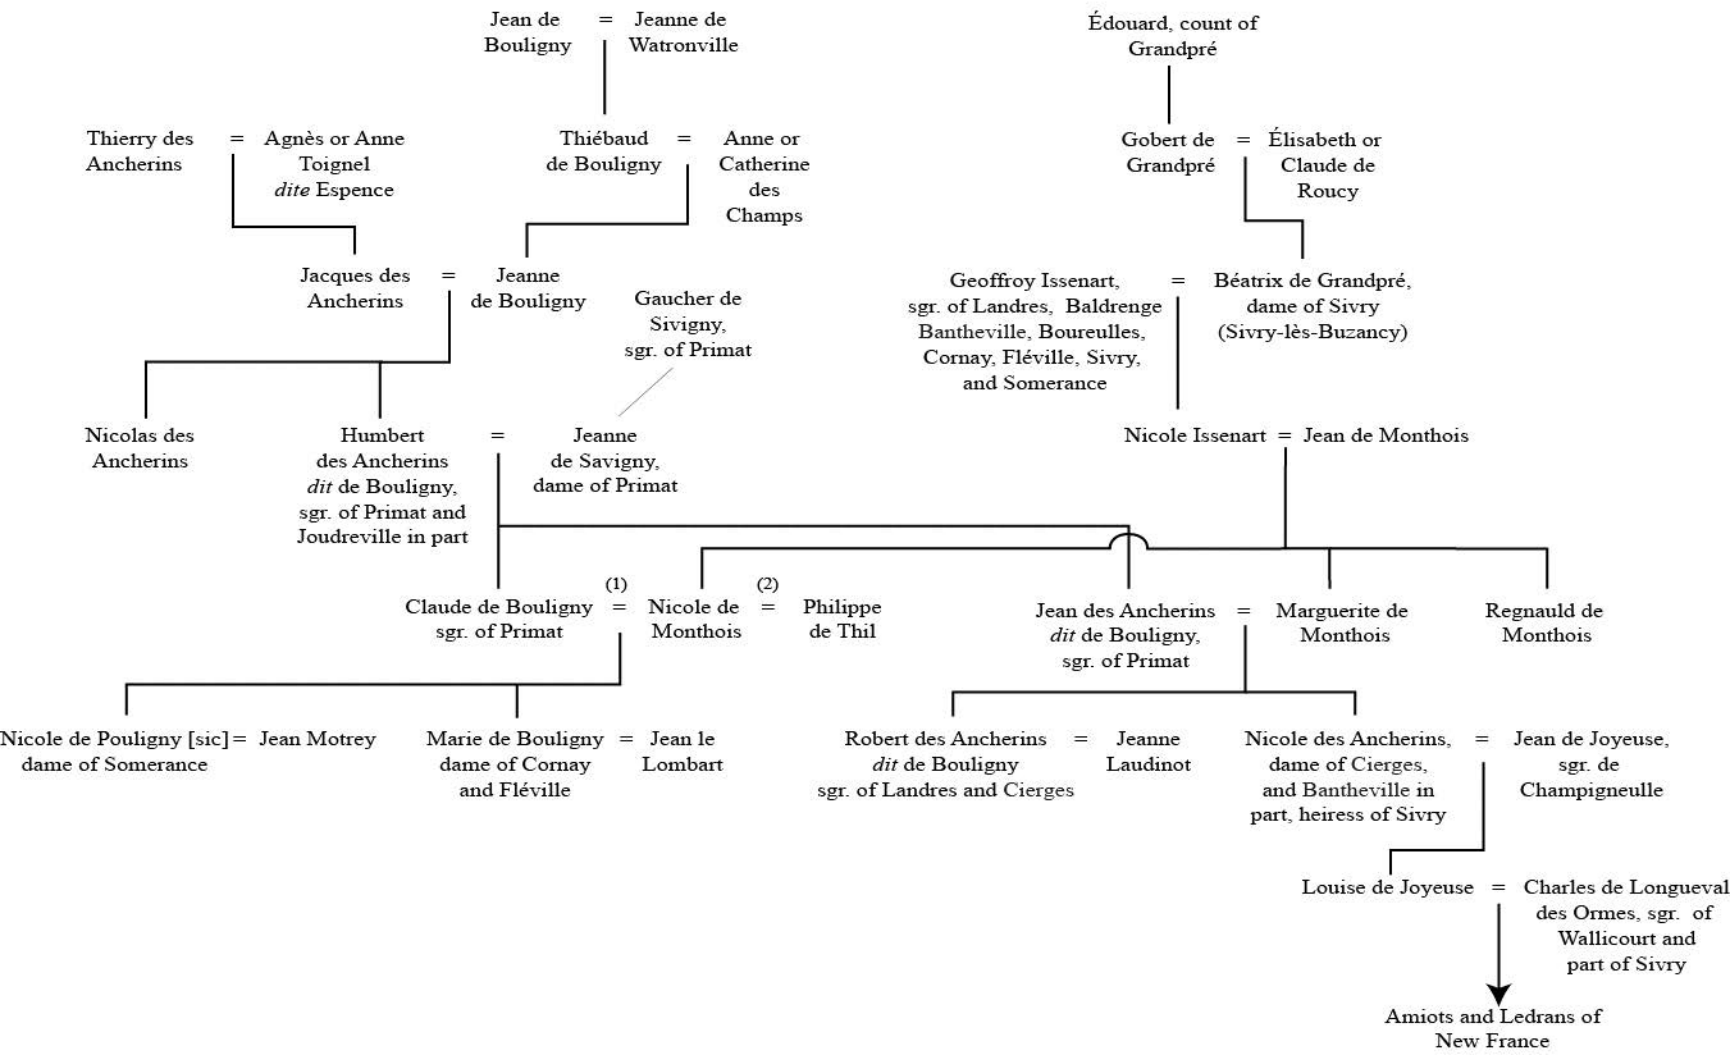 Jean de
Bouligny
=
Jeanne de
Watronville
Édouard, count of
Grandpré
Thierry des
Ancherins
=
Agnès or Anne
Toignel
dite Espence
Thiébaud
de Bouligny
=
Anne or
Catherine
des
Champs
Gobert de
Grandpré
=
Élisabeth or
Claude de
Roucy
Jacques des
Ancherins
=
Jeanne
de Bouligny
Gaucher de
Sivigny,
sgr. of Primat
Geoffroy Issenart,
sgr. of Landres, Baldrenge
Bantheville, Boureulles,
Cornay, Fléville, Sivry,
and Somerance
=
Béatrix de Grandpré,
dame of Sivry
(Sivry-lès-Buzancy)
Nicolas des
Ancherins
Humbert
des Ancherins
dit de Bouligny,
sgr. of Primat and
Joudreville in part
=
Jeanne
de Savigny,
dame of Primat
Nicole Issenart = Jean de Monthois
Claude de Bouligny
sgr. of Primat
(1)
=
Nicole de
Monthois
(2)
=
Philippe
de Thil
Jean des Ancherins
dit de Bouligny,
sgr. of Primat
=
Marguerite de
Monthois
Regnauld de
Monthois
Nicole de Pouligny [sic] = Jean Motrey
dame of Somerance
Marie de Bouligny
dame of Cornay
and Fléville
=
Jean le
Lombart
Robert des Ancherins
dit de Bouligny
sgr. of Landres and Cierges
=
Jeanne
Laudinot
Nicole des Ancherins,
dame of Cierges,
and Bantheville in
part, heiress of Sivry
=
Jean de Joyeuse,
sgr. de
Champigneulle
Louise de Joyeuse
=
Charles de Longueval
des Ormes, sgr. of
Wallicourt and
part of Sivry
Amiots and Ledrans of
New France